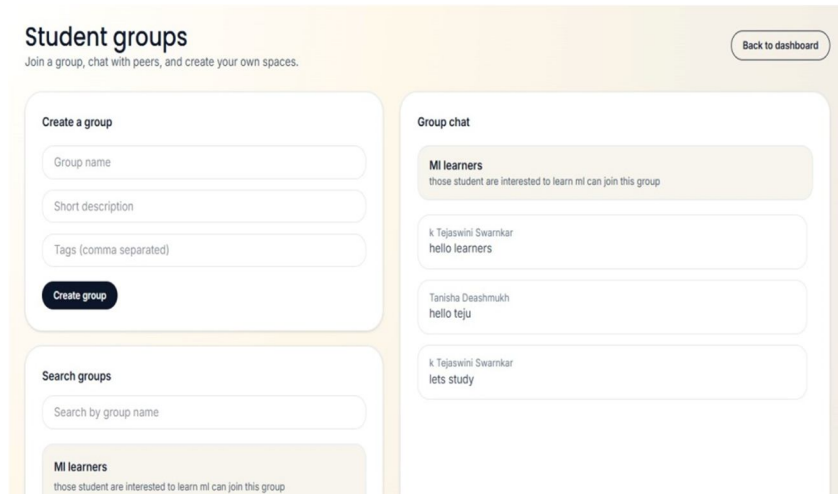 Student groups
Join a group, chat with peers, and create your own spaces.
Back to dashboard
Create a group
Group name
Short description
Tags (comma separated)
Create group
Search groups
Search by group name
Ml learners
those student are interested to learn ml can join this group
Group chat
Ml learners
those student are interested to learn ml can join this group
k Tejaswini Swarnkar
hello learners
Tanisha Deashmukh
hello teju
k Tejaswini Swarnkar
lets study